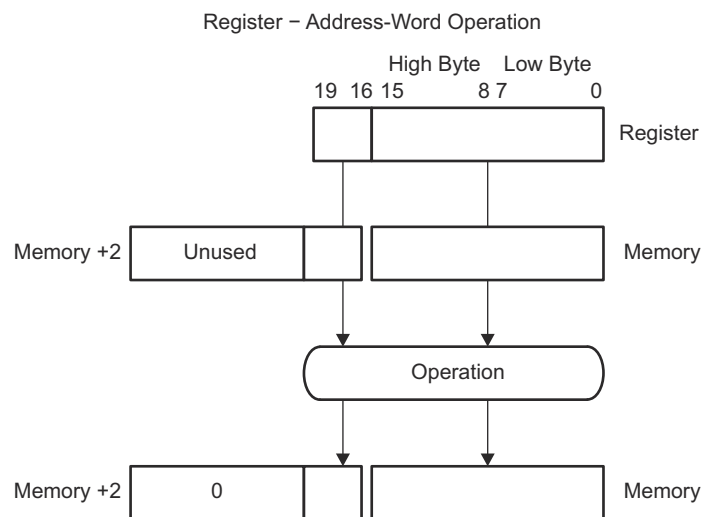 Register − Address-Word Operation
High Byte Low Byte
19 16 15 8 7 0
Register
Memory +2 Unused Memory
Operation
Memory +2 0 Memory